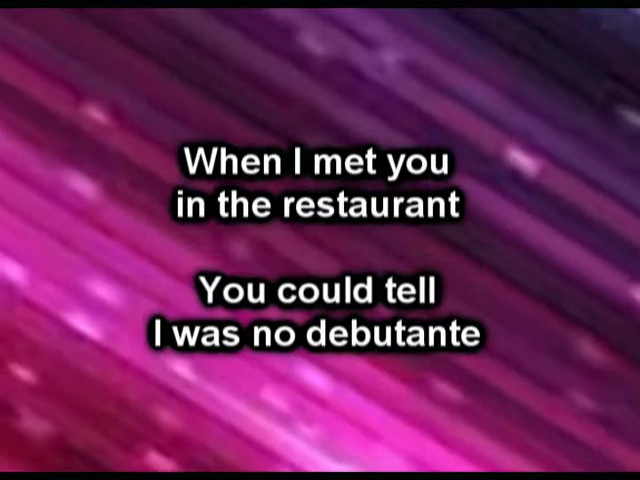 When I met you
in the restaurant
You could tell
I was no debutante